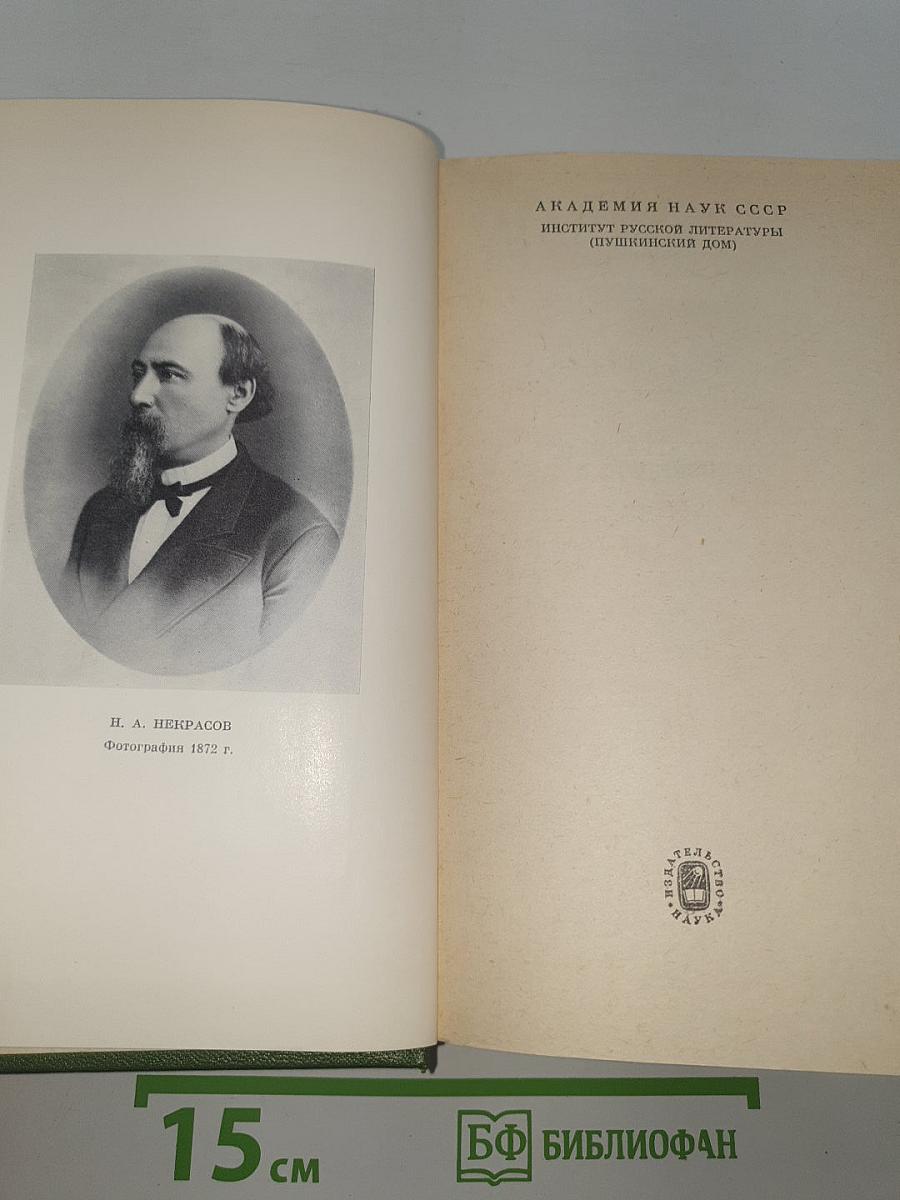 Н. А. НЕКРАСОВ
Фотография 1872 г.
АКАДЕМИЯ НАУК СССР
ИНСТИТУТ РУССКОЙ ЛИТЕРАТУРЫ
(ПУШКИНСКИЙ ДОМ)
ИЗДАТЕЛЬСТВО
НАУКА
15 см
БФ БИБЛИОФАН